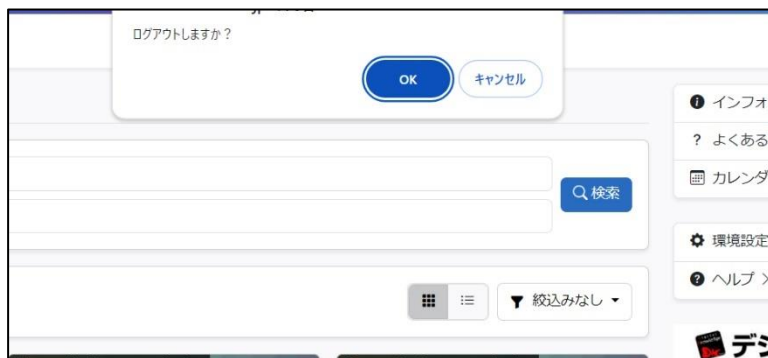 ログアウトしますか？
OK
キャンセル
インフォ
? よくある
カレンダ
検索
環境設定
ヘルプ
絞込みなし
デジ